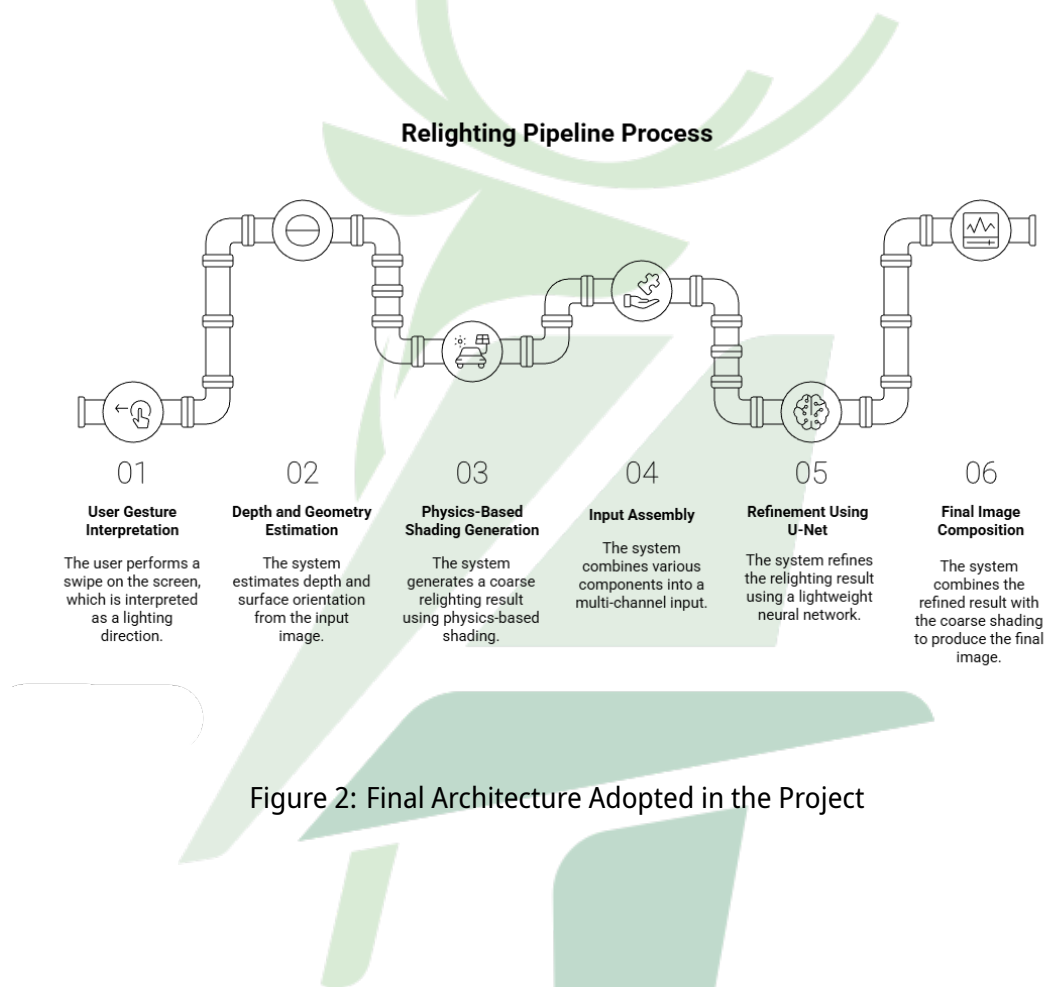 Relighting Pipeline Process
01
User Gesture
Interpretation
The user performs a
swipe on the screen,
which is interpreted
as a lighting
direction.
02
Depth and Geometry
Estimation
The system
estimates depth and
surface orientation
from the input
image.
03
Physics-Based
Shading Generation
The system
generates a coarse
relighting result
using physics-based
shading.
04
Input Assembly
The system
combines various
components into a
multi-channel input.
05
Refinement Using
U-Net
The system refines
the relighting result
using a lightweight
neural network.
06
Final Image
Composition
The system
combines the
refined result with
the coarse shading
to produce the final
image.
Figure 2: Final Architecture Adopted in the Project